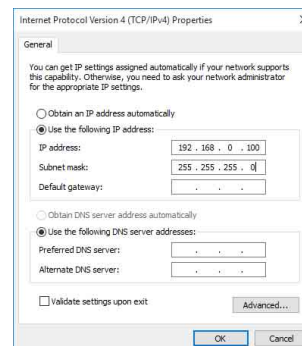 Internet Protocol Version 4 (TCP/IPv4) Properties
General
You can get IP settings assigned automatically if your network supports
this capability. Otherwise, you need to ask your network administrator
for the appropriate IP settings.
Obtain an IP address automatically
Use the following IP address:
IP address: 192 . 168 . 0 . 100
Subnet mask: 255 . 255 . 255 . 0
Default gateway: . . .
Obtain DNS server address automatically
Use the following DNS server addresses:
Preferred DNS server: . . .
Alternate DNS server: . . .
Validate settings upon exit
Advanced...
OK Cancel